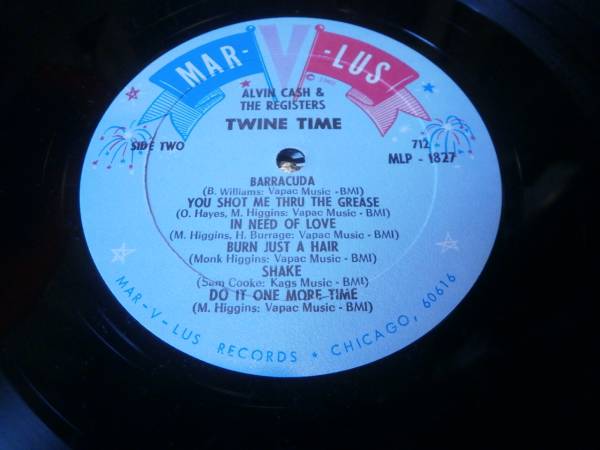 MAR-V-LUS
ALVIN CASH &
THE REGISTERS
TWINE TIME
SIDE TWO
712
MLP - 1827
BARRACUDA
(B. Williams: Vapac Music - BMI)
YOU SHOT ME THRU THE GREASE
(O. Hayes, M. Higgins: Vapac Music - BMI)
IN NEED OF LOVE
(M. Higgins, H. Burrage: Vapac Music - BMI)
BURN JUST A HAIR
(Monk Higgins: Vapac Music - BMI)
SHAKE
(Sam Cooke: Kags Music - BMI)
DO IT ONE MORE TIME
(M. Higgins: Vapac Music - BMI)
MAR-V-LUS RECORDS * CHICAGO, 60616